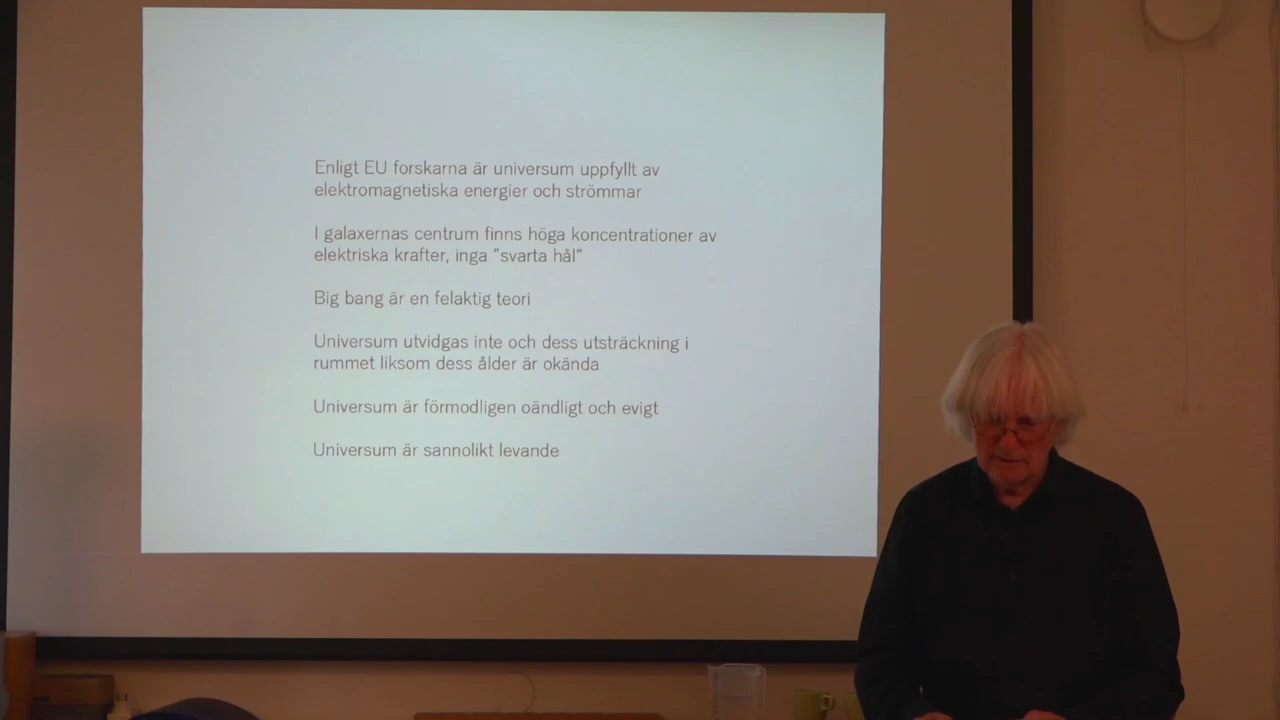 Enligt EU forskarna är universum uppfyllt av
elektromagnetiska energier och strömmar
I galaxernas centrum finns höga koncentrationer av
elektriska krafter, inga "svarta hål"
Big bang är en felaktig teori
Universum utvidgas inte och dess utsträckning i
rummet liksom dess ålder är okända
Universum är förmodligen oändligt och evigt
Universum är sannolikt levande